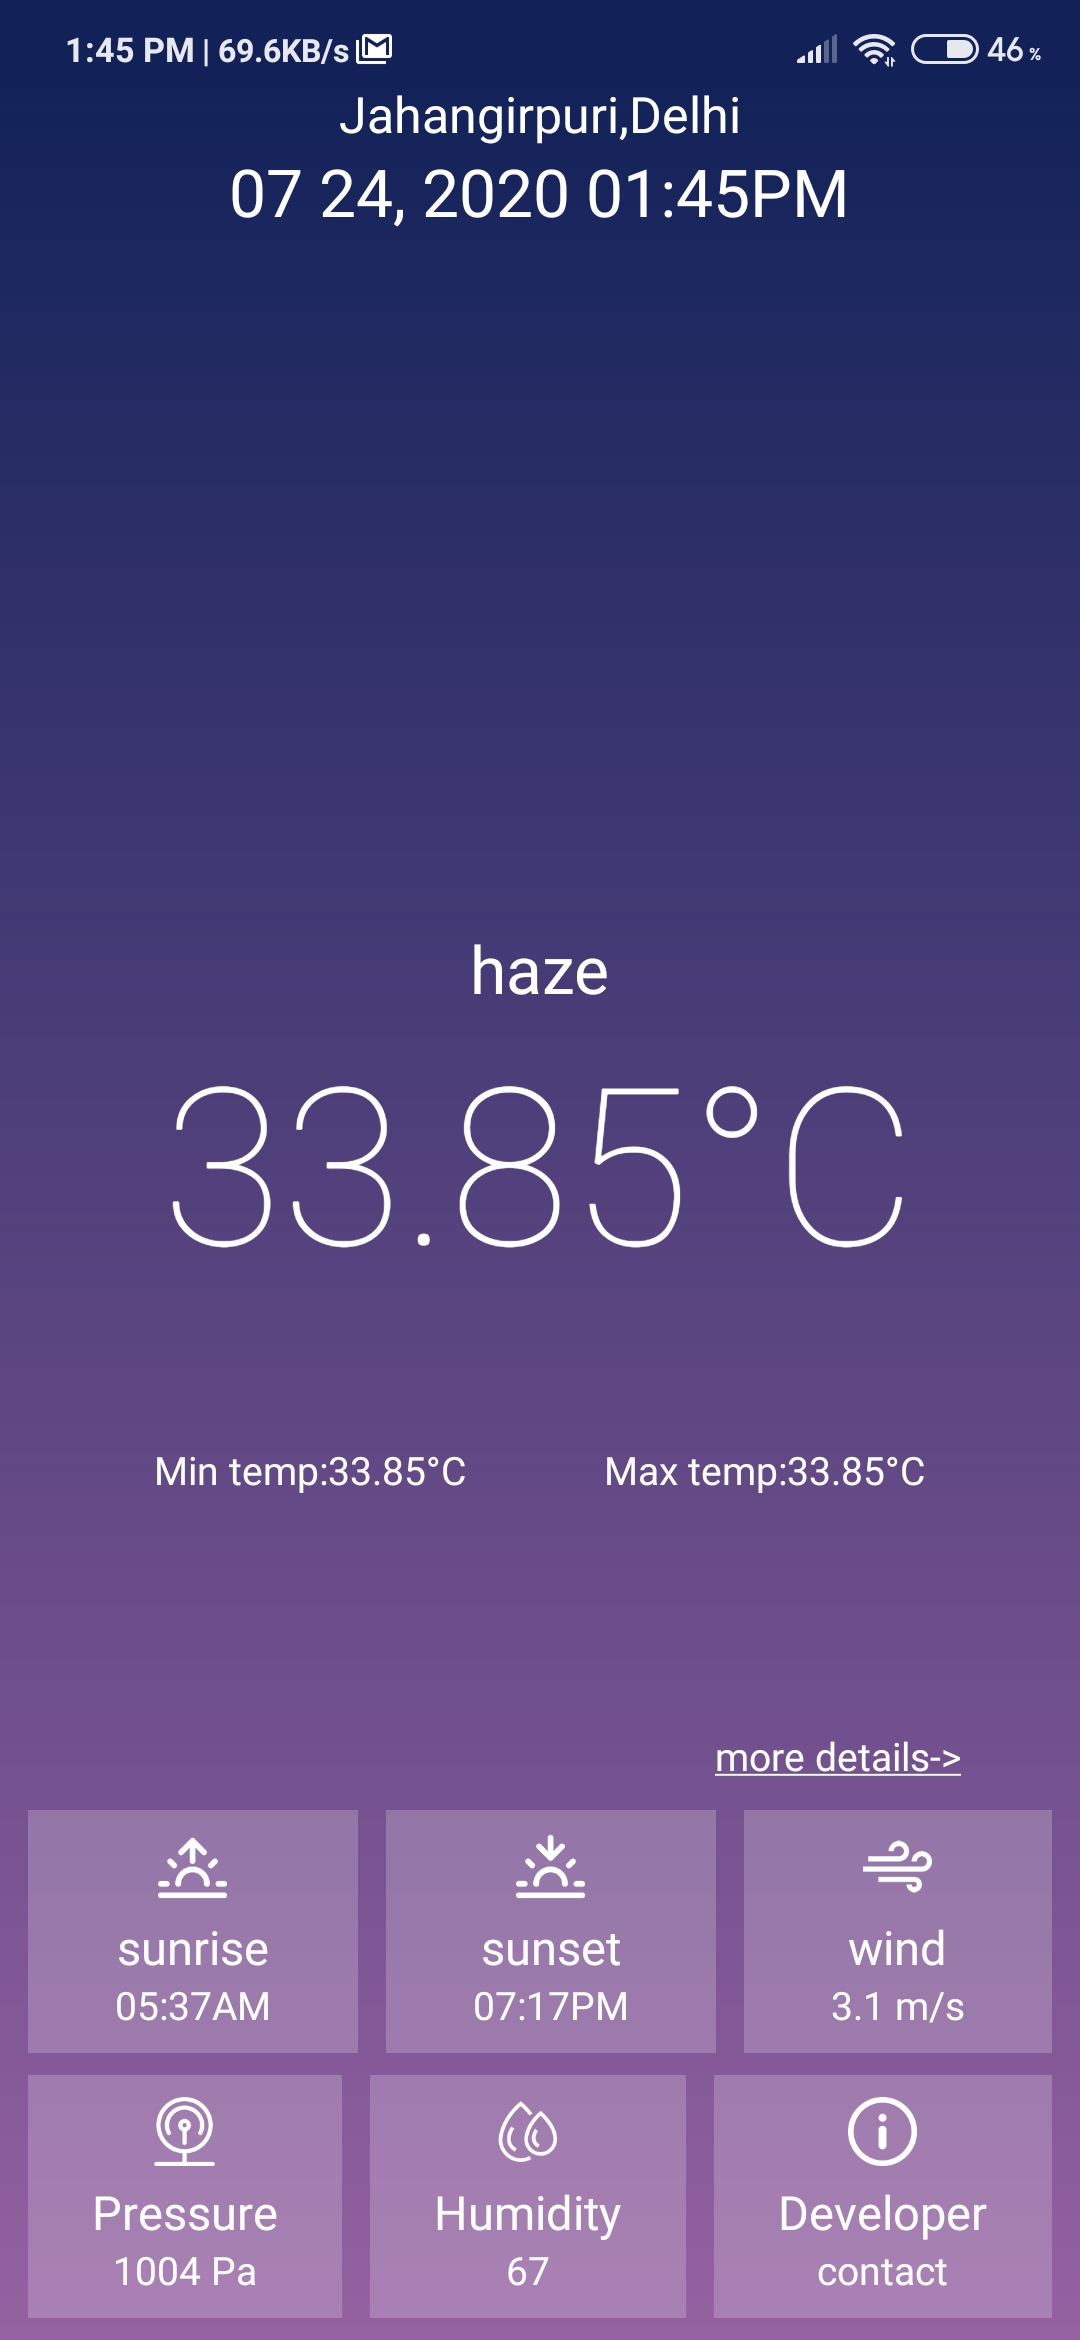 1:45 PM | 69.6KB/s 46 %
Jahangirpuri,Delhi
07 24, 2020 01:45PM
haze
33.85°C
Min temp:33.85°C Max temp:33.85°C
more details->
sunrise sunset wind
05:37AM 07:17PM 3.1 m/s
Pressure Humidity Developer
1004 Pa 67 contact